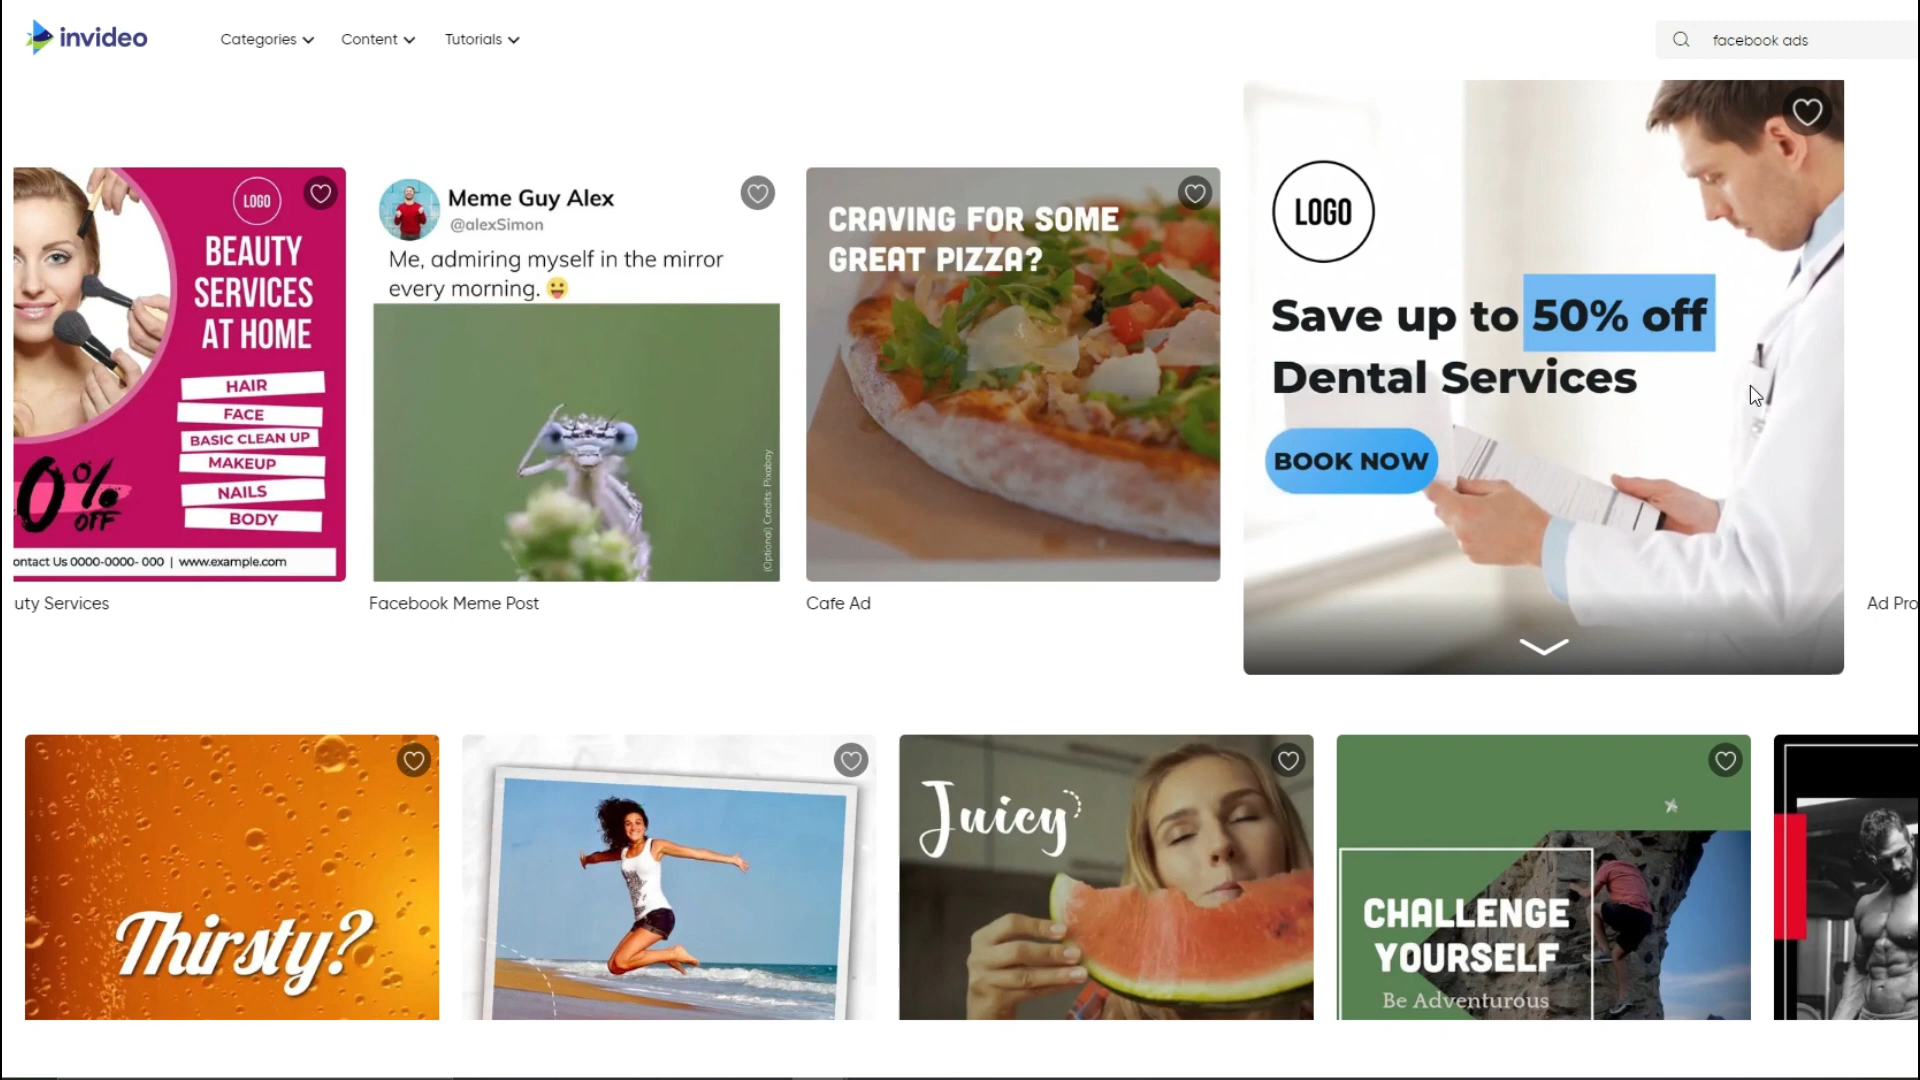 invideo
Categories
Content
Tutorials
facebook ads
LOGO
BEAUTY
SERVICES
AT HOME
HAIR
FACE
BASIC CLEAN UP
MAKEUP
NAILS
BODY
0%
OFF
ontact Us 0000-0000- 000 | www.example.com
uty Services
Meme Guy Alex
@alexSimon
Me, admiring myself in the mirror
every morning. 😛
(Optional) Credits: Pixabay
Facebook Meme Post
CRAVING FOR SOME
GREAT PIZZA?
Cafe Ad
LOGO
Save up to 50% off
Dental Services
BOOK NOW
Ad Pro
Thirsty?
Juicy
CHALLENGE
YOURSELF
Be Adventurous